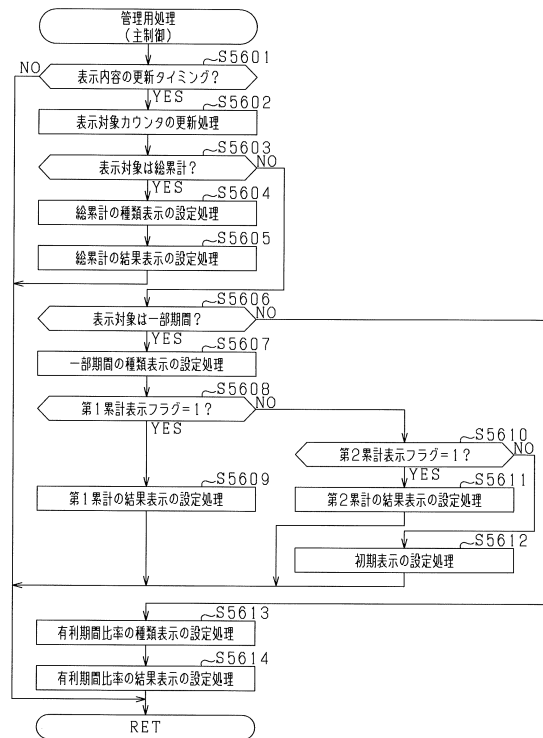 管理用処理
(主制御)
S5601
NO
表示内容の更新タイミング?
YES
S5602
表示対象カウンタの更新処理
S5603
表示対象は総累計?
NO
YES
S5604
総累計の種類表示の設定処理
S5605
総累計の結果表示の設定処理
S5606
表示対象は一部期間?
NO
YES
S5607
一部期間の種類表示の設定処理
S5608
第1累計表示フラグ=1?
NO
YES
S5610
第2累計表示フラグ=1?
NO
YES
S5609
第1累計の結果表示の設定処理
S5611
第2累計の結果表示の設定処理
S5612
初期表示の設定処理
S5613
有利期間比率の種類表示の設定処理
S5614
有利期間比率の結果表示の設定処理
RET